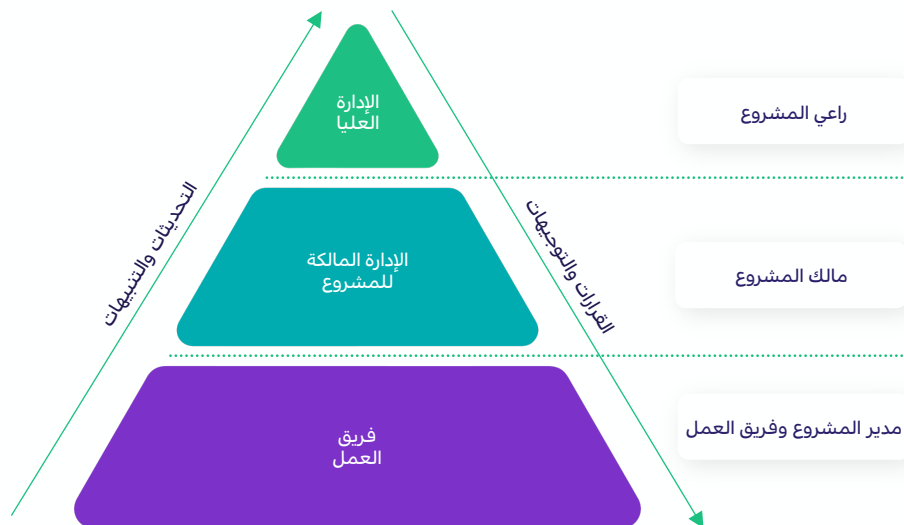 الإدارة
العليا
راعي المشروع
التحديثات والتنبيهات
القرارات والتوجيهات
الإدارة المالكة
للمشروع
مالك المشروع
فريق
العمل
مدير المشروع وفريق العمل